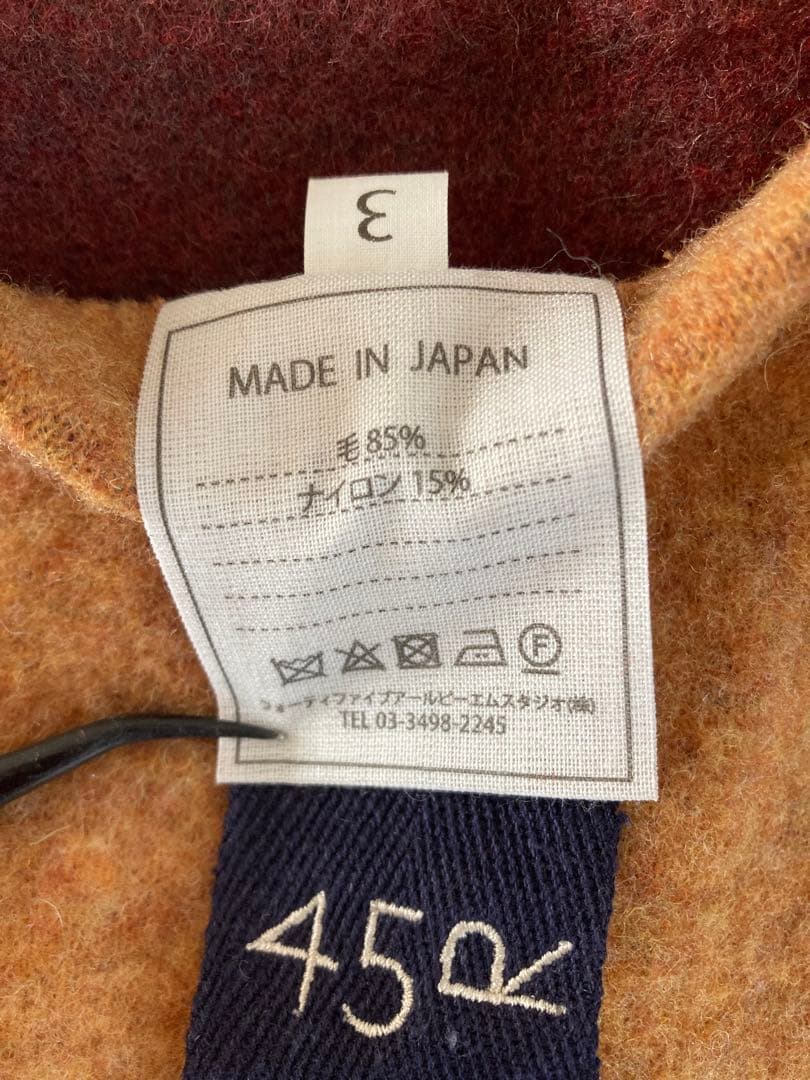 3
MADE IN JAPAN
毛 85%
ナイロン 15%
F
フォーティファイブアールピーエムスタジオ(株)
TEL 03-3498-2245
45R